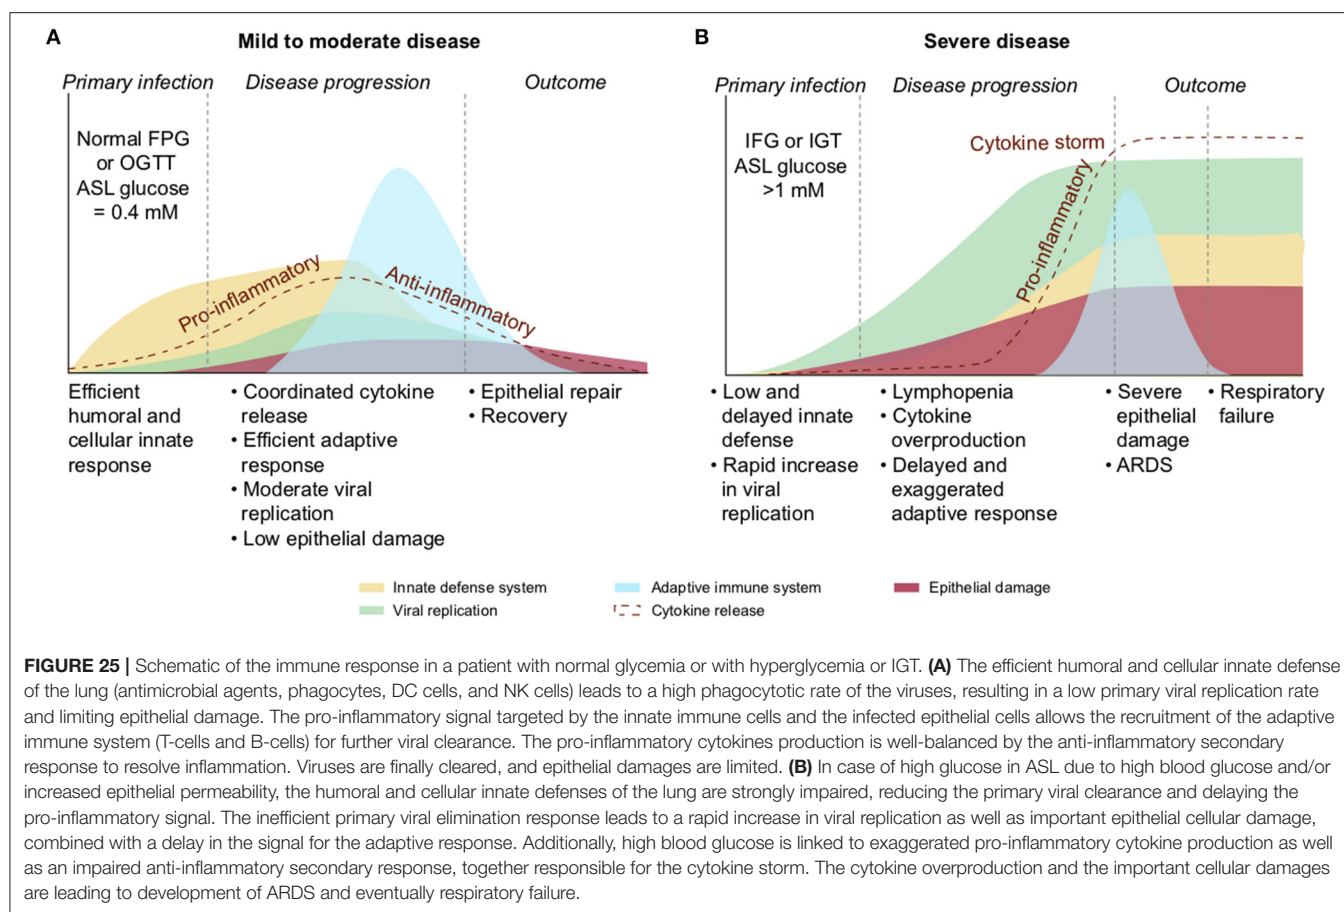 A
Mild to moderate disease
Primary infection
Disease progression
Outcome
Normal FPG
or OGTT
ASL glucose
= 0.4 mM
Pro-inflammatory
Anti-inflammatory
Efficient
humoral and
cellular innate
response
• Coordinated cytokine
release
• Efficient adaptive
response
• Moderate viral
replication
• Low epithelial damage
• Epithelial repair
• Recovery
B
Severe disease
Primary infection
Disease progression
Outcome
IFG or IGT
ASL glucose
>1 mM
Cytokine storm
Pro-inflammatory
• Low and
delayed innate
defense
• Rapid increase
in viral
replication
• Lymphopenia
• Cytokine
overproduction
• Delayed and
exaggerated
adaptive response
• Severe
epithelial
damage
• ARDS
• Respiratory
failure
Innate defense system
Adaptive immune system
Epithelial damage
Viral replication
Cytokine release
FIGURE 25 | Schematic of the immune response in a patient with normal glycemia or with hyperglycemia or IGT. (A) The efficient humoral and cellular innate defense
of the lung (antimicrobial agents, phagocytes, DC cells, and NK cells) leads to a high phagocytotic rate of the viruses, resulting in a low primary viral replication rate
and limiting epithelial damage. The pro-inflammatory signal targeted by the innate immune cells and the infected epithelial cells allows the recruitment of the adaptive
immune system (T-cells and B-cells) for further viral clearance. The pro-inflammatory cytokines production is well-balanced by the anti-inflammatory secondary
response to resolve inflammation. Viruses are finally cleared, and epithelial damages are limited. (B) In case of high glucose in ASL due to high blood glucose and/or
increased epithelial permeability, the humoral and cellular innate defenses of the lung are strongly impaired, reducing the primary viral clearance and delaying the
pro-inflammatory signal. The inefficient primary viral elimination response leads to a rapid increase in viral replication as well as important epithelial cellular damage,
combined with a delay in the signal for the adaptive response. Additionally, high blood glucose is linked to exaggerated pro-inflammatory cytokine production as well
as an impaired anti-inflammatory secondary response, together responsible for the cytokine storm. The cytokine overproduction and the important cellular damages
are leading to development of ARDS and eventually respiratory failure.